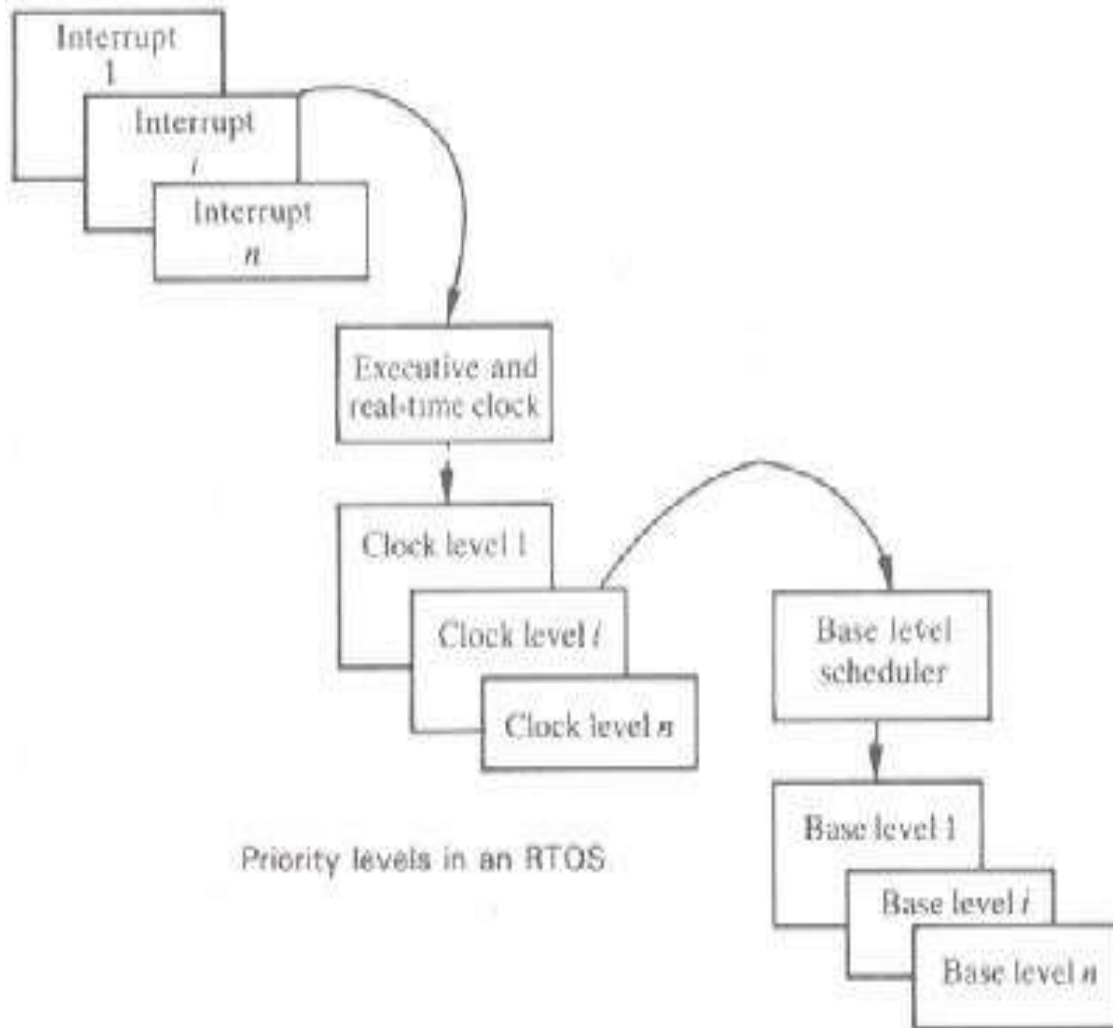 Interrupt
1
Interrupt
i
Interrupt
n
Executive and
real-time clock
Clock level 1
Clock level i
Clock level n
Base level
scheduler
Base level 1
Base level i
Base level n
Priority levels in an RTOS